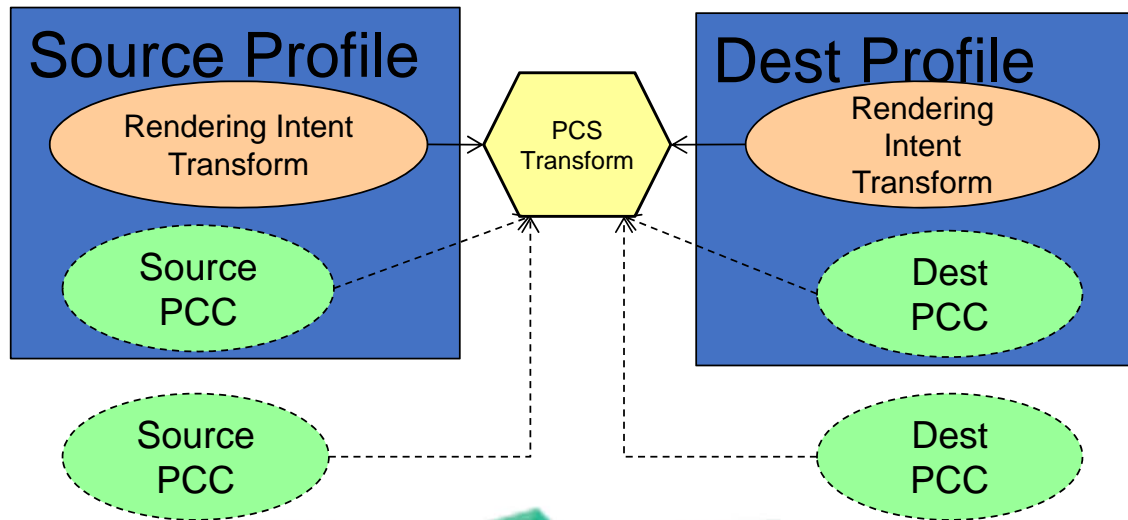 Source Profile
Rendering Intent
Transform
Source
PCC
PCS
Transform
Dest Profile
Rendering
Intent
Transform
Dest
PCC
Source
PCC
Dest
PCC